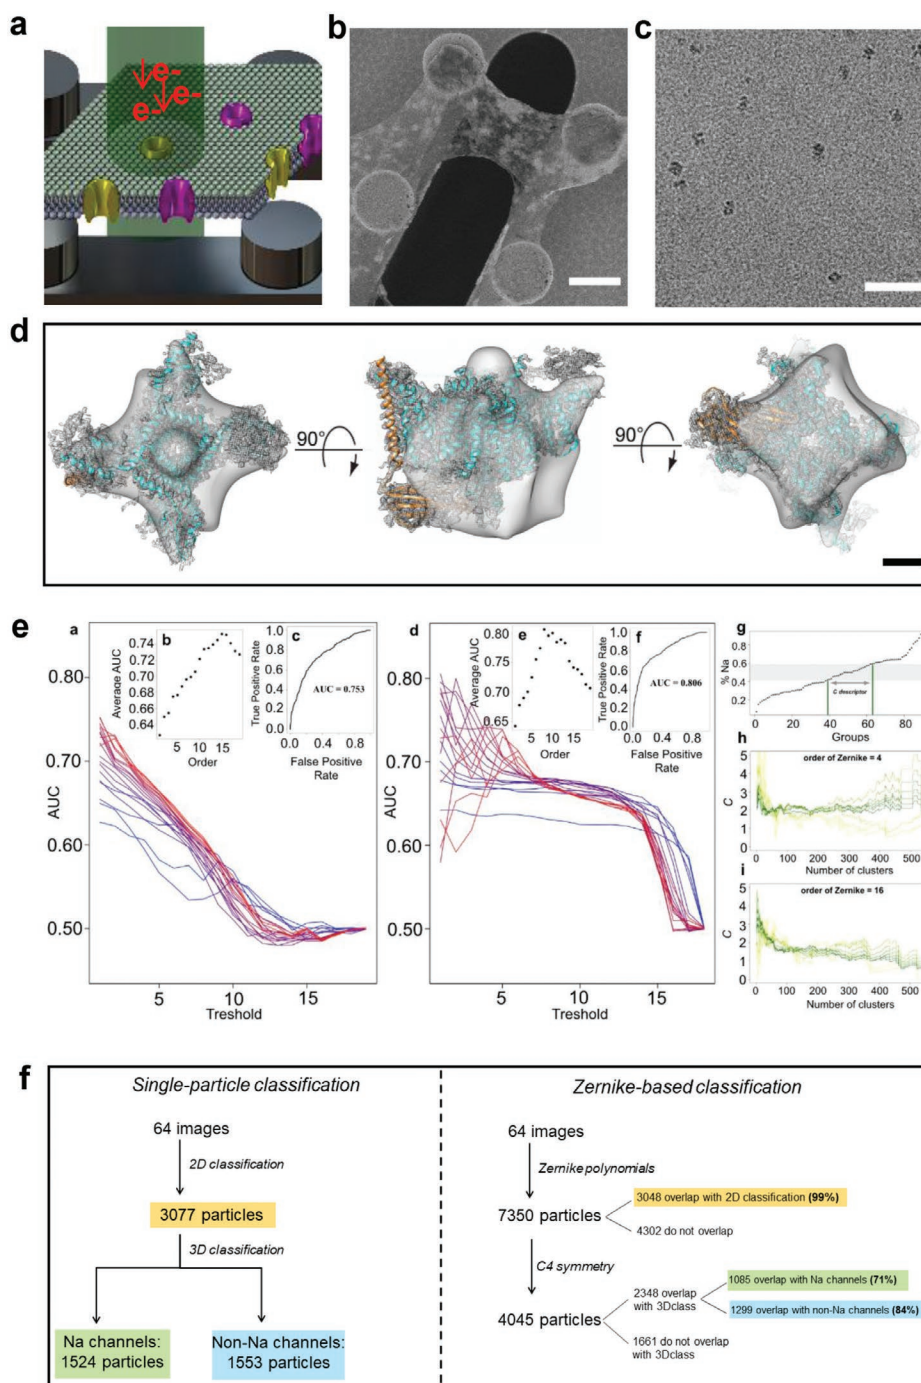 a
e-
e-
e-
b
c
d
90°
90°
e
a
AUC
0.80
0.70
0.60
0.50
5
10
15
Treshold
b
Average AUC
0.74
0.72
0.70
0.68
0.66
0.64
5
10
15
Order
c
True Positive Rate
1.0
0.8
0.6
0.4
0.2
0.0
AUC = 0.753
0.0
0.4
0.8
False Positive
Rate
d
AUC
0.80
0.70
0.60
0.50
5
10
15
Treshold
e
Average AUC
0.80
0.75
0.70
0.65
5
10
15
Order
f
True Positive Rate
1.0
0.8
0.6
0.4
0.2
0.0
AUC = 0.806
0.0
0.4
0.8
False Positive
Rate
g
% Na
0.8
0.6
0.4
0.2
C descriptor
0
20
40
60
80
Groups
h
order of Zernike = 4
C
5
4
3
2
1
0
0
100
200
300
400
500
Number of clusters
i
order of Zernike = 16
C
5
4
3
2
1
0
0
100
200
300
400
500
Number of clusters
f
Single-particle classification
64 images
2D classification
3077 particles
3D classification
Na channels:
1524 particles
Non-Na channels:
1553 particles
Zernike-based classification
64 images
Zernike polynomials
7350 particles
3048 overlap with 2D classification (99%)
4302 do not overlap
C4 symmetry
4045 particles
2348 overlap
with 3Dclass
1085 overlap with Na channels (71%)
1299 overlap with non-Na channels (84%)
1661 do not overlap
with 3Dclass